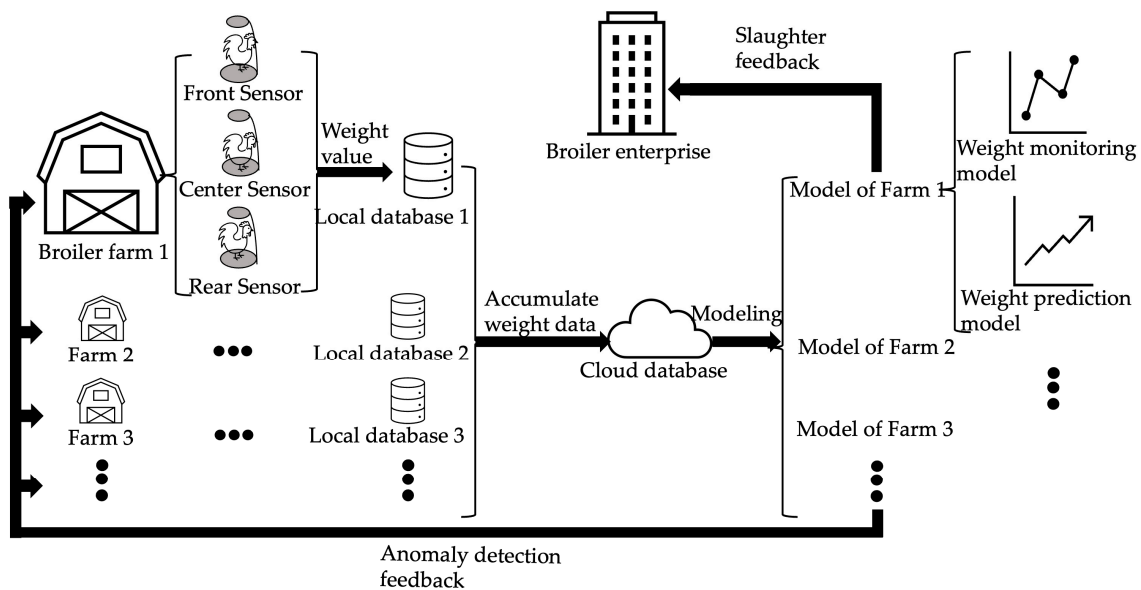 Front Sensor
Center Sensor
Rear Sensor
Broiler farm 1
Weight
value
Local database 1
Farm 2
Local database 2
Farm 3
Local database 3
Accumulate
weight data
Cloud database
Modeling
Slaughter
feedback
Broiler enterprise
Model of Farm 1
Weight monitoring
model
Weight prediction
model
Model of Farm 2
Model of Farm 3
Anomaly detection
feedback